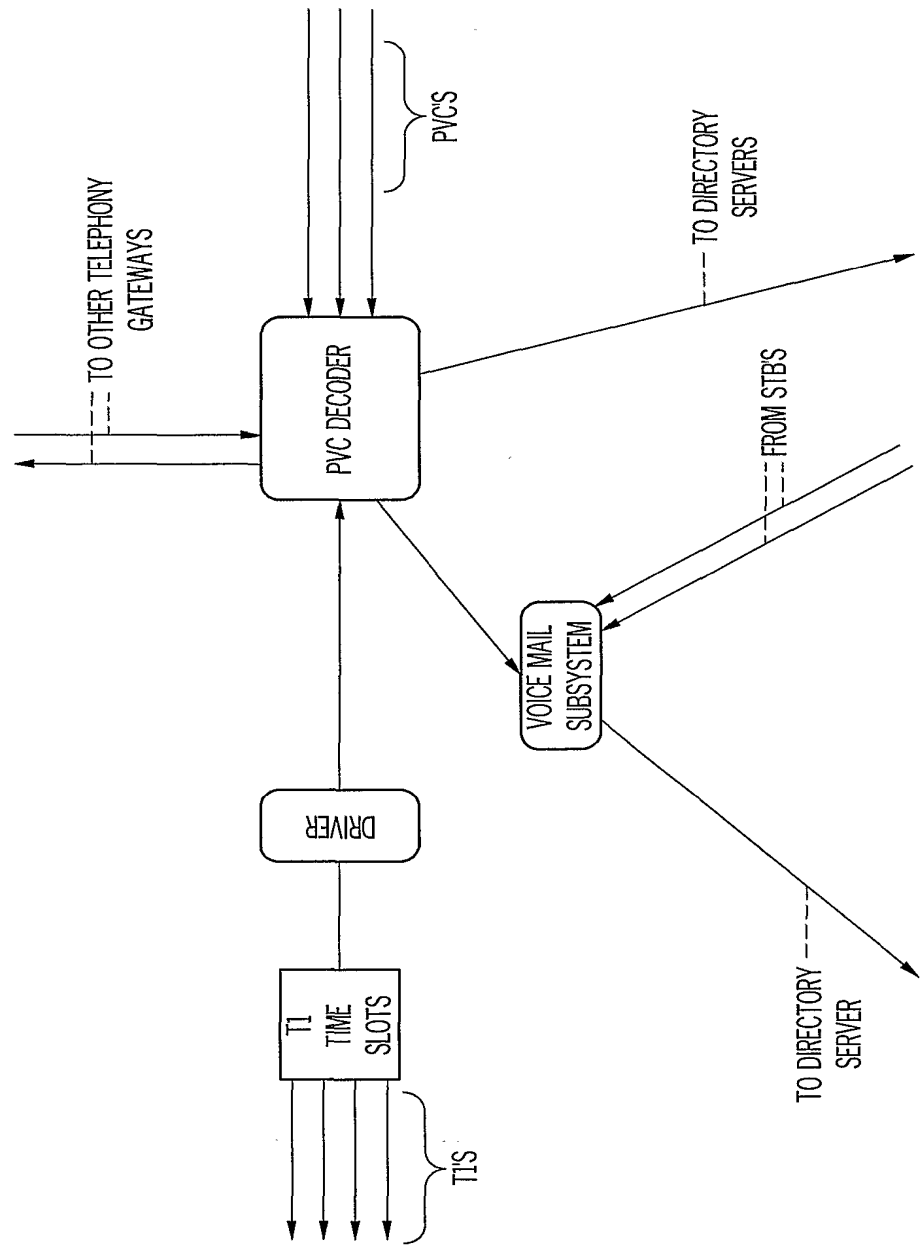 TO OTHER TELEPHONY
GATEWAYS
PVC'S
PVC DECODER
TO DIRECTORY
SERVERS
FROM STB'S
VOICE MAIL
SUBSYSTEM
DRIVER
T1
TIME
SLOTS
T1'S
TO DIRECTORY
SERVER